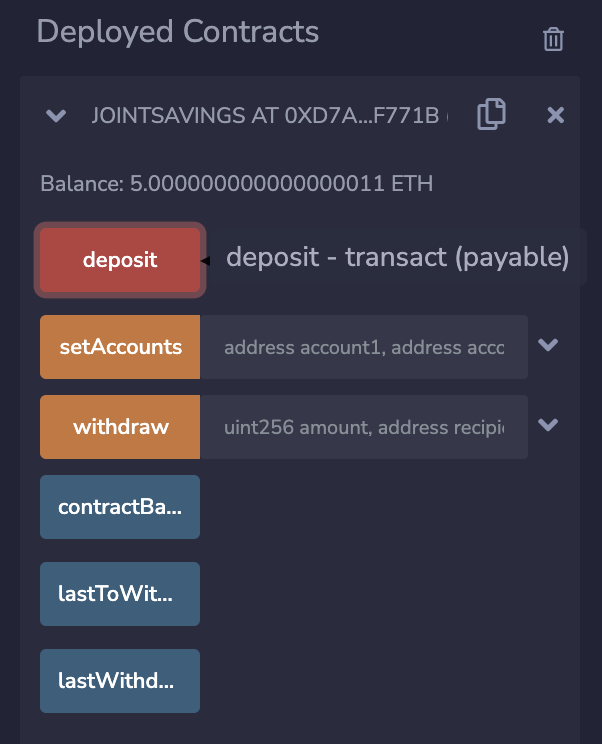 Deployed Contracts
JOINTSAVINGS AT 0XD7A...F771B (
Balance: 5.000000000000000011 ETH
deposit
deposit - transact (payable)
setAccounts address account1, address acco
withdraw uint256 amount, address recipi
contractBa...
lastToWit...
lastWithd...